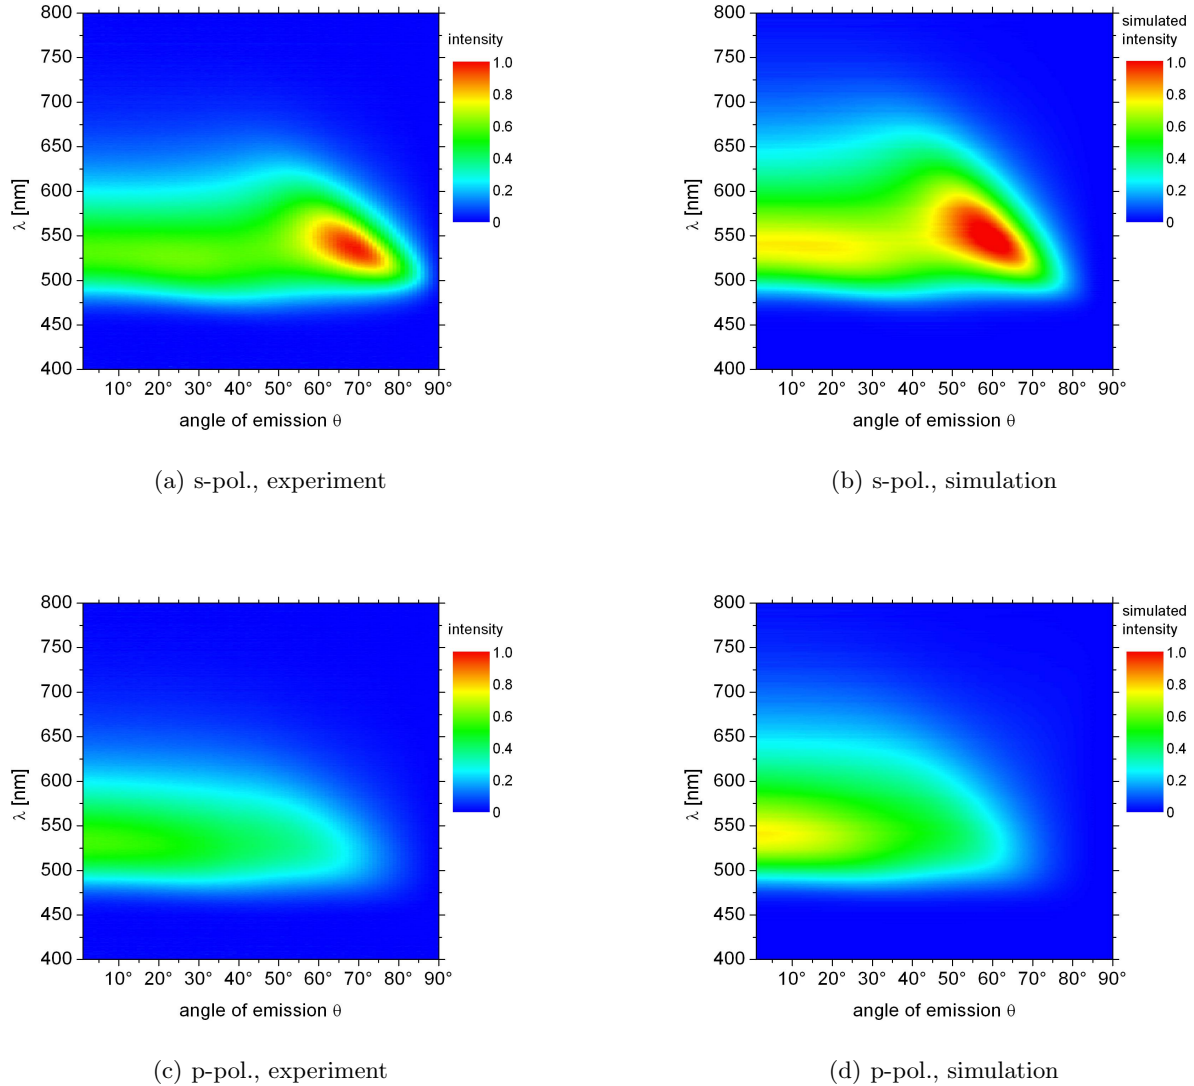 800
750
700
650
600
550
500
450
400
λ [nm]
10° 20° 30° 40° 50° 60° 70° 80° 90°
angle of emission θ
intensity
1.0
0.8
0.6
0.4
0.2
0
(a) s-pol., experiment
800
750
700
650
600
550
500
450
400
λ [nm]
10° 20° 30° 40° 50° 60° 70° 80° 90°
angle of emission θ
simulated
intensity
1.0
0.8
0.6
0.4
0.2
0
(b) s-pol., simulation
800
750
700
650
600
550
500
450
400
λ [nm]
10° 20° 30° 40° 50° 60° 70° 80° 90°
angle of emission θ
intensity
1.0
0.8
0.6
0.4
0.2
0
(c) p-pol., experiment
800
750
700
650
600
550
500
450
400
λ [nm]
10° 20° 30° 40° 50° 60° 70° 80° 90°
angle of emission θ
simulated
intensity
1.0
0.8
0.6
0.4
0.2
0
(d) p-pol., simulation